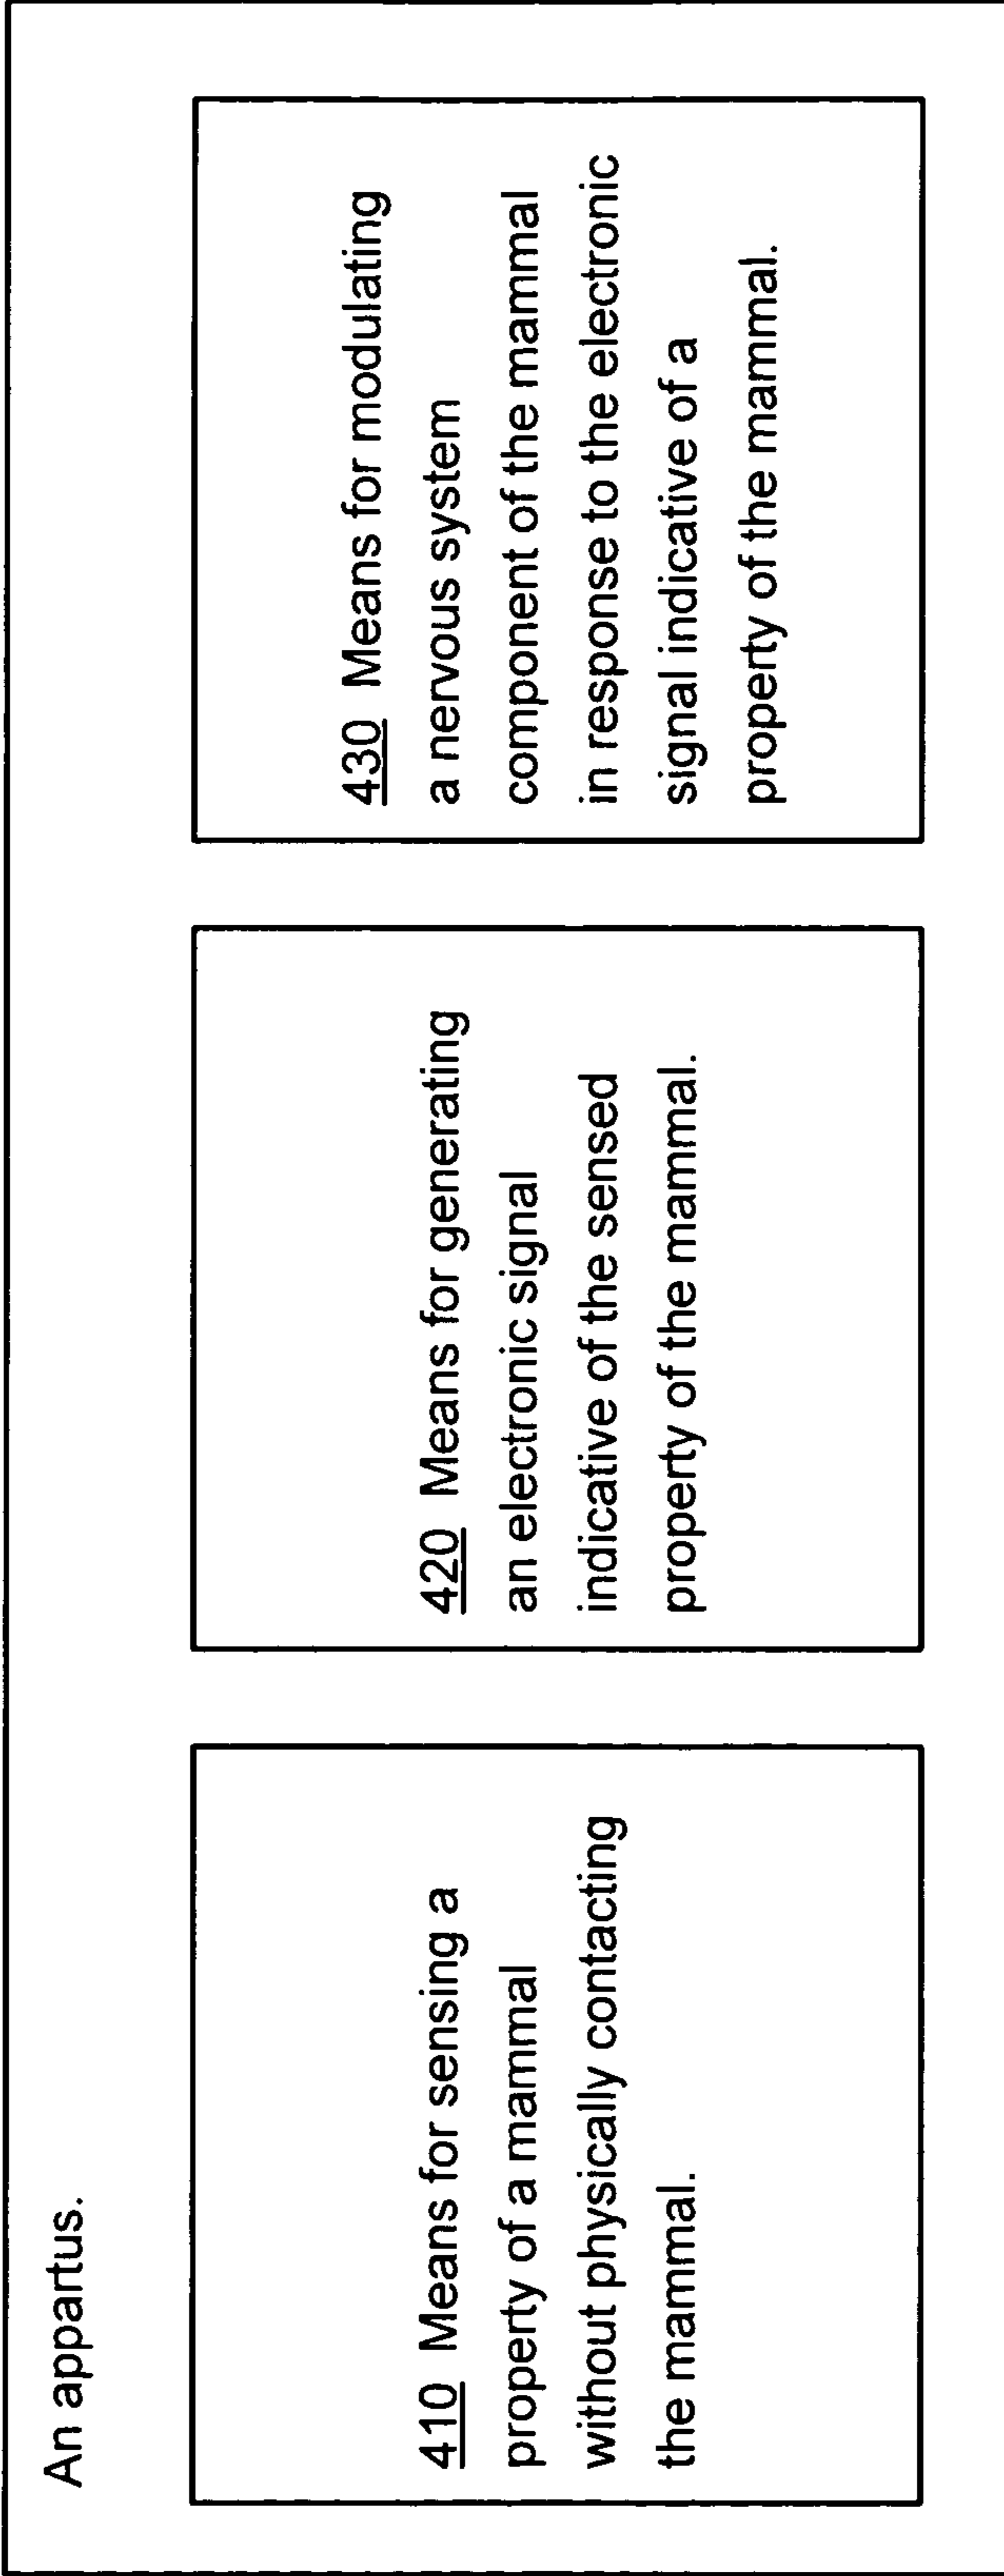 An appartus.
410 Means for sensing a
property of a mammal
without physically contacting
the mammal.
420 Means for generating
an electronic signal
indicative of the sensed
property of the mammal.
430 Means for modulating
a nervous system
component of the mammal
in response to the electronic
signal indicative of a
property of the mammal.